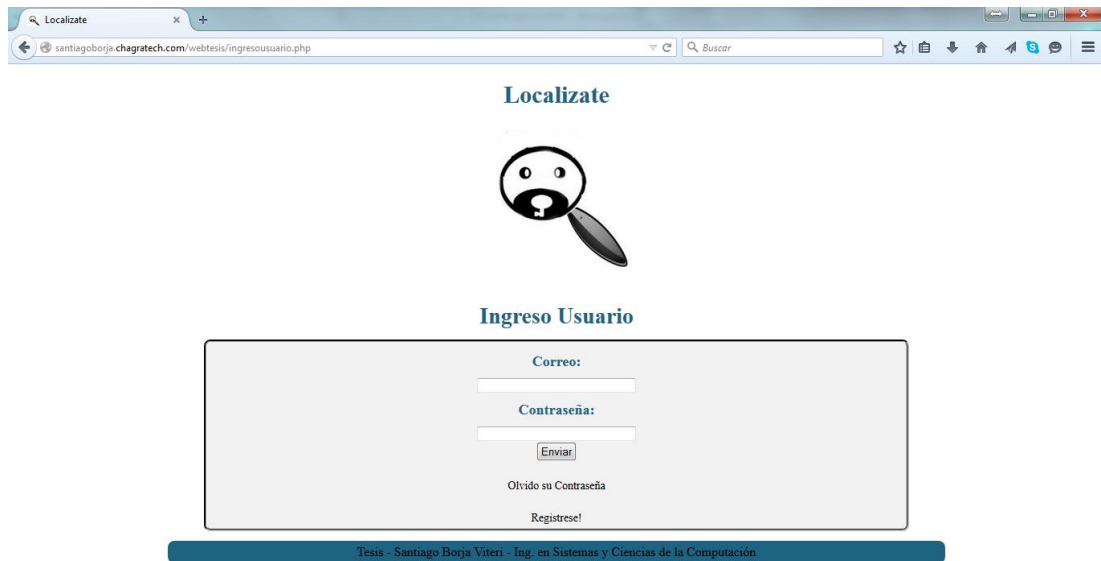 Localizate
santiagoborja.chagratech.com/webtesis/ingresousuario.php
Buscar
Localizate
Ingreso Usuario
Correo:
Contraseña:
Enviar
Olvido su Contraseña
Registrese!
Tesis - Santiago Borja Viteri - Ing. en Sistemas y Ciencias de la Computación